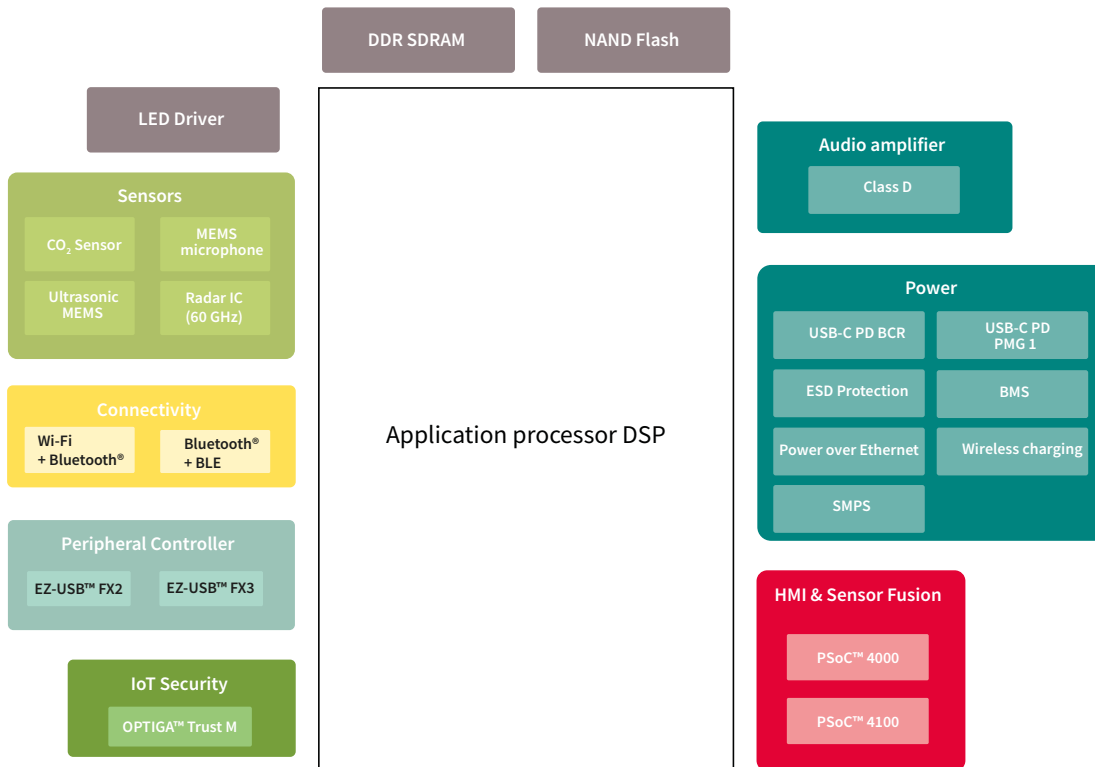 DDR SDRAM
NAND Flash
LED Driver
Sensors
CO₂ Sensor
MEMS
microphone
Ultrasonic
MEMS
Radar IC
(60 GHz)
Connectivity
Wi-Fi
+ Bluetooth®
Bluetooth®
+ BLE
Peripheral Controller
EZ-USB™ FX2
EZ-USB™ FX3
IoT Security
OPTIGA™ Trust M
Application processor DSP
Audio amplifier
Class D
Power
USB-C PD BCR
USB-C PD
PMG 1
ESD Protection
BMS
Power over Ethernet
Wireless charging
SMPS
HMI & Sensor Fusion
PSoC™ 4000
PSoC™ 4100